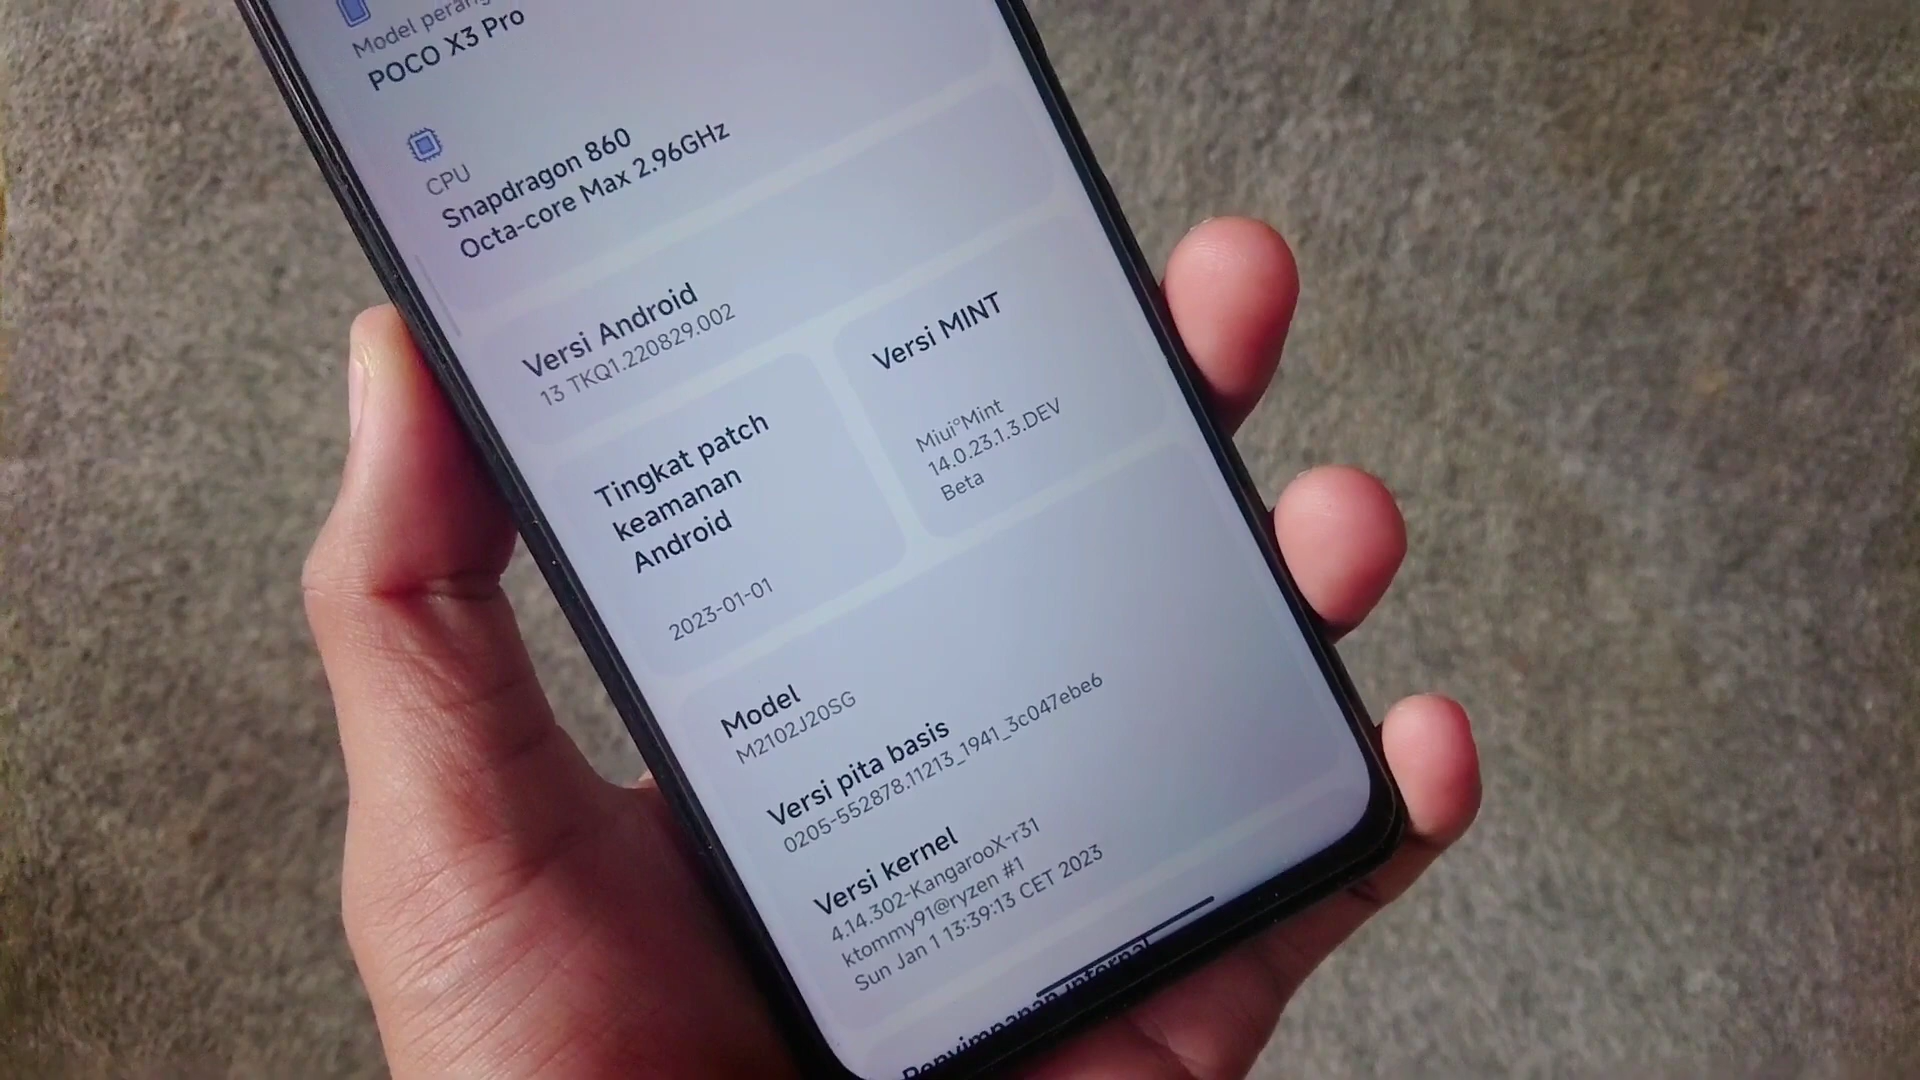 Model
POCO X3 Pro
CPU
Snapdragon 860
Octa-core Max 2.96GHz
Versi Android
13 TKQ1.220829.002
Tingkat patch
keamanan
Android
2023-01-01
Versi MINT
Miui°Mint
14.0.23.1.3.DEV
Beta
Model
M2102J20SG
Versi pita basis
0205-552878.11213_1941_3c047ebe6
Versi kernel
4.14.302-KangarooX-r31
ktommy91@ryzen #1
Sun Jan 1 13:39:13 CET 2023
Penyimpanan internal